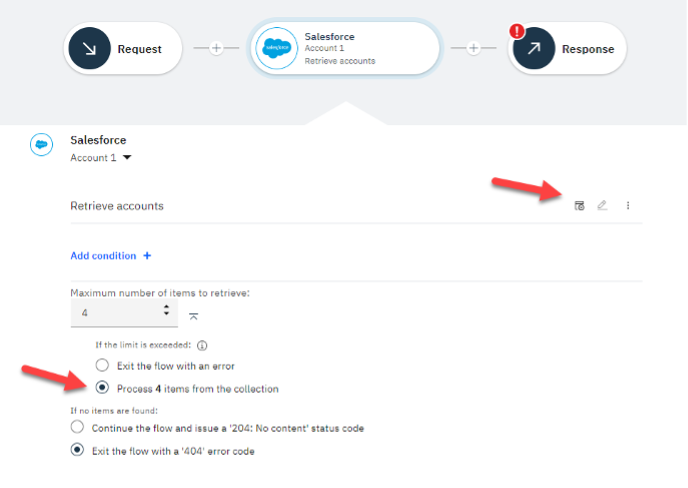 Request
Salesforce
Account 1
Retrieve accounts
Response
Salesforce
Account 1
Retrieve accounts
Add condition +
Maximum number of items to retrieve:
4
If the limit is exceeded:
Exit the flow with an error
Process 4 items from the collection
If no items are found:
Continue the flow and issue a '204: No content' status code
Exit the flow with a '404' error code